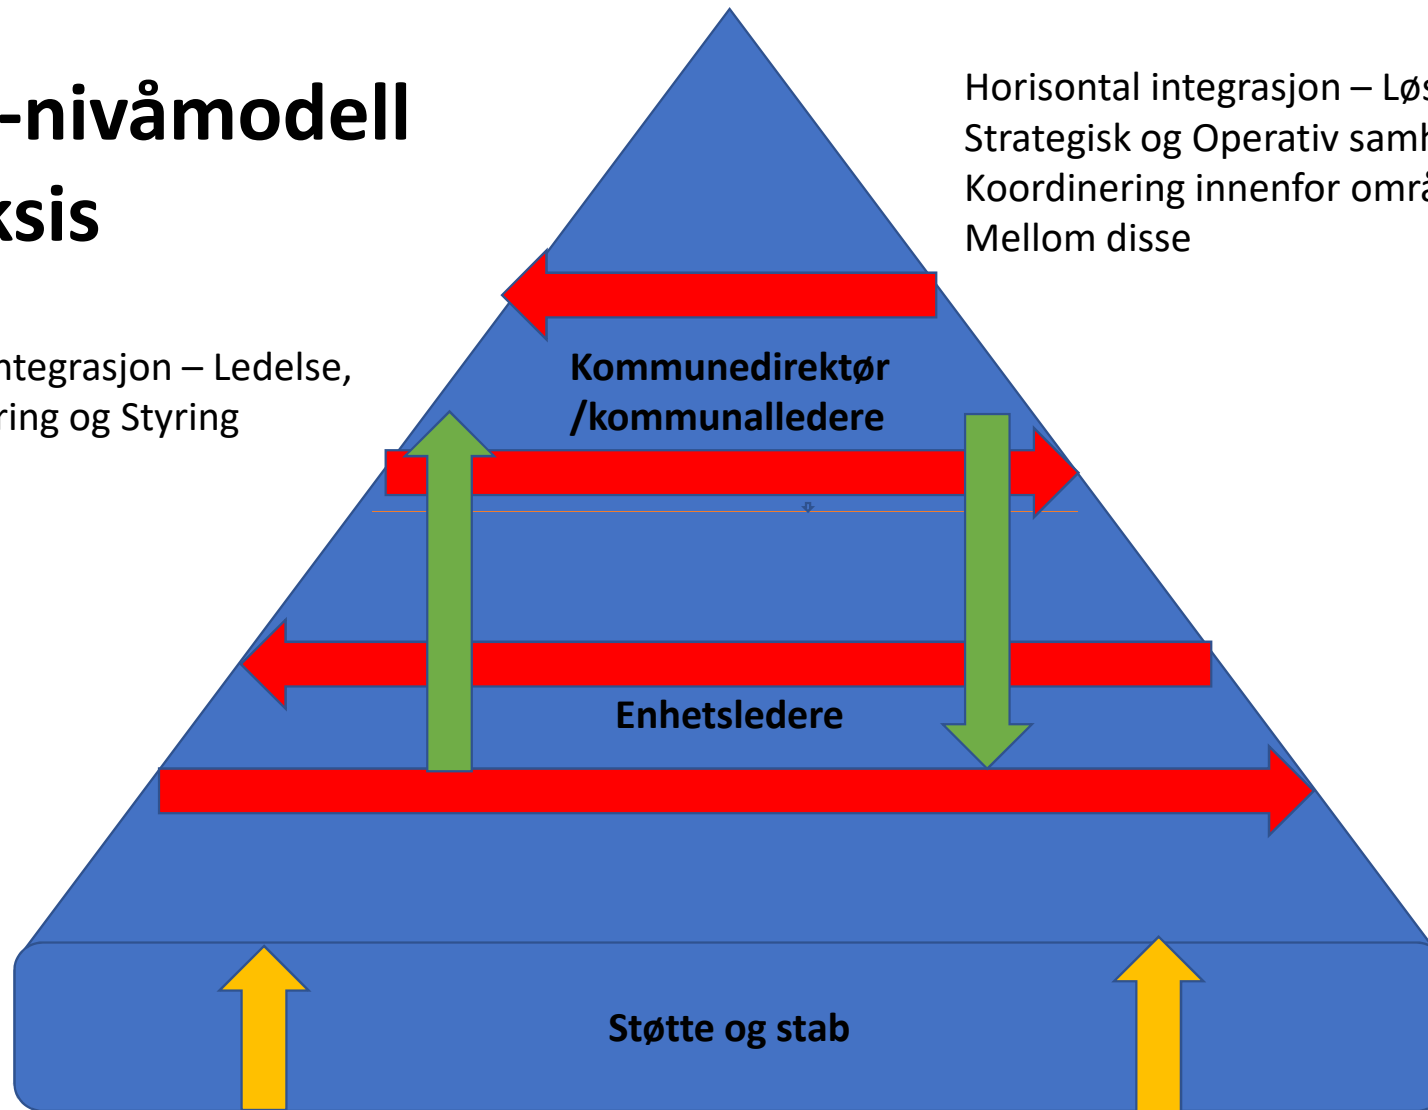 -nivåmodell
ksis
Horisontal integrasjon – Løs
Strategisk og Operativ samh
Koordinering innenfor områ
Mellom disse
ntegrasjon – Ledelse,
ring og Styring
Kommunedirektør
/kommunalledere
Enhetsledere
Støtte og stab